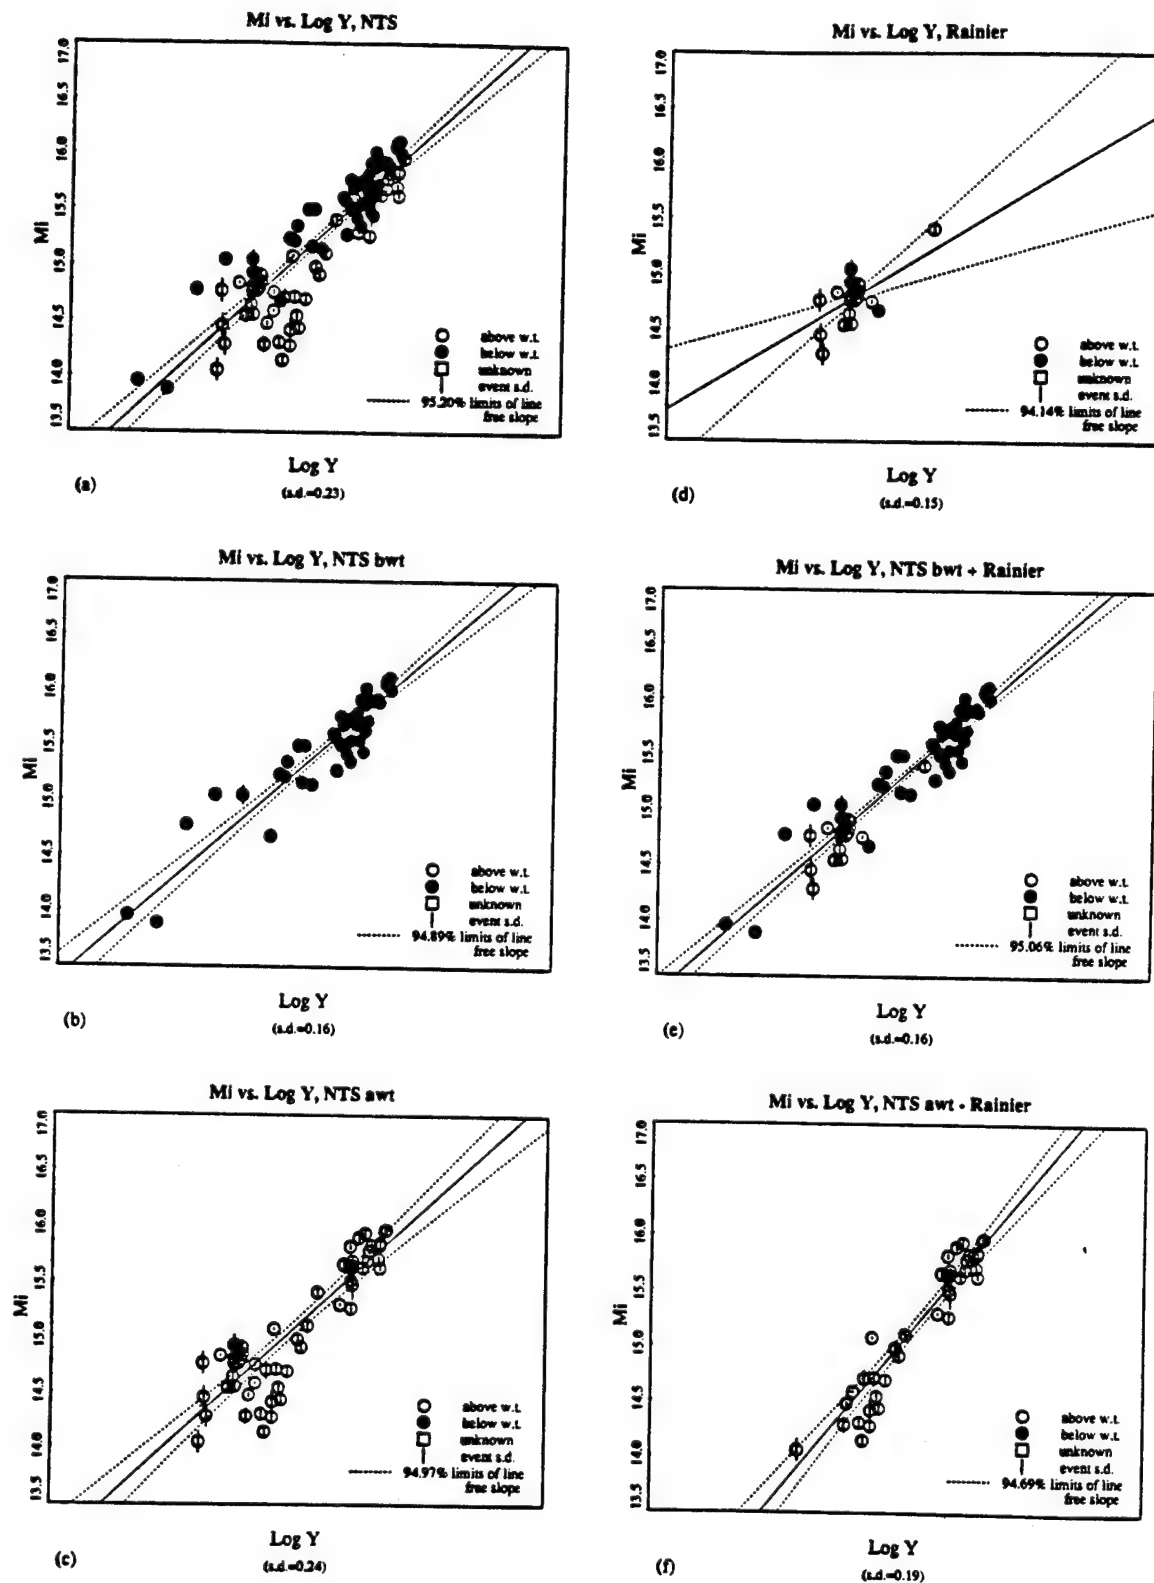 Mi vs. Log Y, NTS
17.0
16.5
16.0
15.5
15.0
14.5
14.0
13.5
Mi
above w.t.
below w.t.
unknown
event s.d.
95.20% limits of line
free slope
Log Y
(s.d.=0.23)
(a)
Mi vs. Log Y, Rainier
17.0
16.5
16.0
15.5
15.0
14.5
14.0
13.5
Mi
above w.t.
below w.t.
unknown
event s.d.
94.14% limits of line
free slope
Log Y
(s.d.=0.15)
(d)
Mi vs. Log Y, NTS bwt
17.0
16.5
16.0
15.5
15.0
14.5
14.0
13.5
Mi
above w.t.
below w.t.
unknown
event s.d.
94.89% limits of line
free slope
Log Y
(s.d.=0.16)
(b)
Mi vs. Log Y, NTS bwt + Rainier
17.0
16.5
16.0
15.5
15.0
14.5
14.0
13.5
Mi
above w.t.
below w.t.
unknown
event s.d.
95.06% limits of line
free slope
Log Y
(s.d.=0.16)
(e)
Mi vs. Log Y, NTS awt
17.0
16.5
16.0
15.5
15.0
14.5
14.0
13.5
Mi
above w.t.
below w.t.
unknown
event s.d.
94.97% limits of line
free slope
Log Y
(s.d.=0.24)
(c)
Mi vs. Log Y, NTS awt - Rainier
17.0
16.5
16.0
15.5
15.0
14.5
14.0
13.5
Mi
above w.t.
below w.t.
unknown
event s.d.
94.69% limits of line
free slope
Log Y
(s.d.=0.19)
(f)